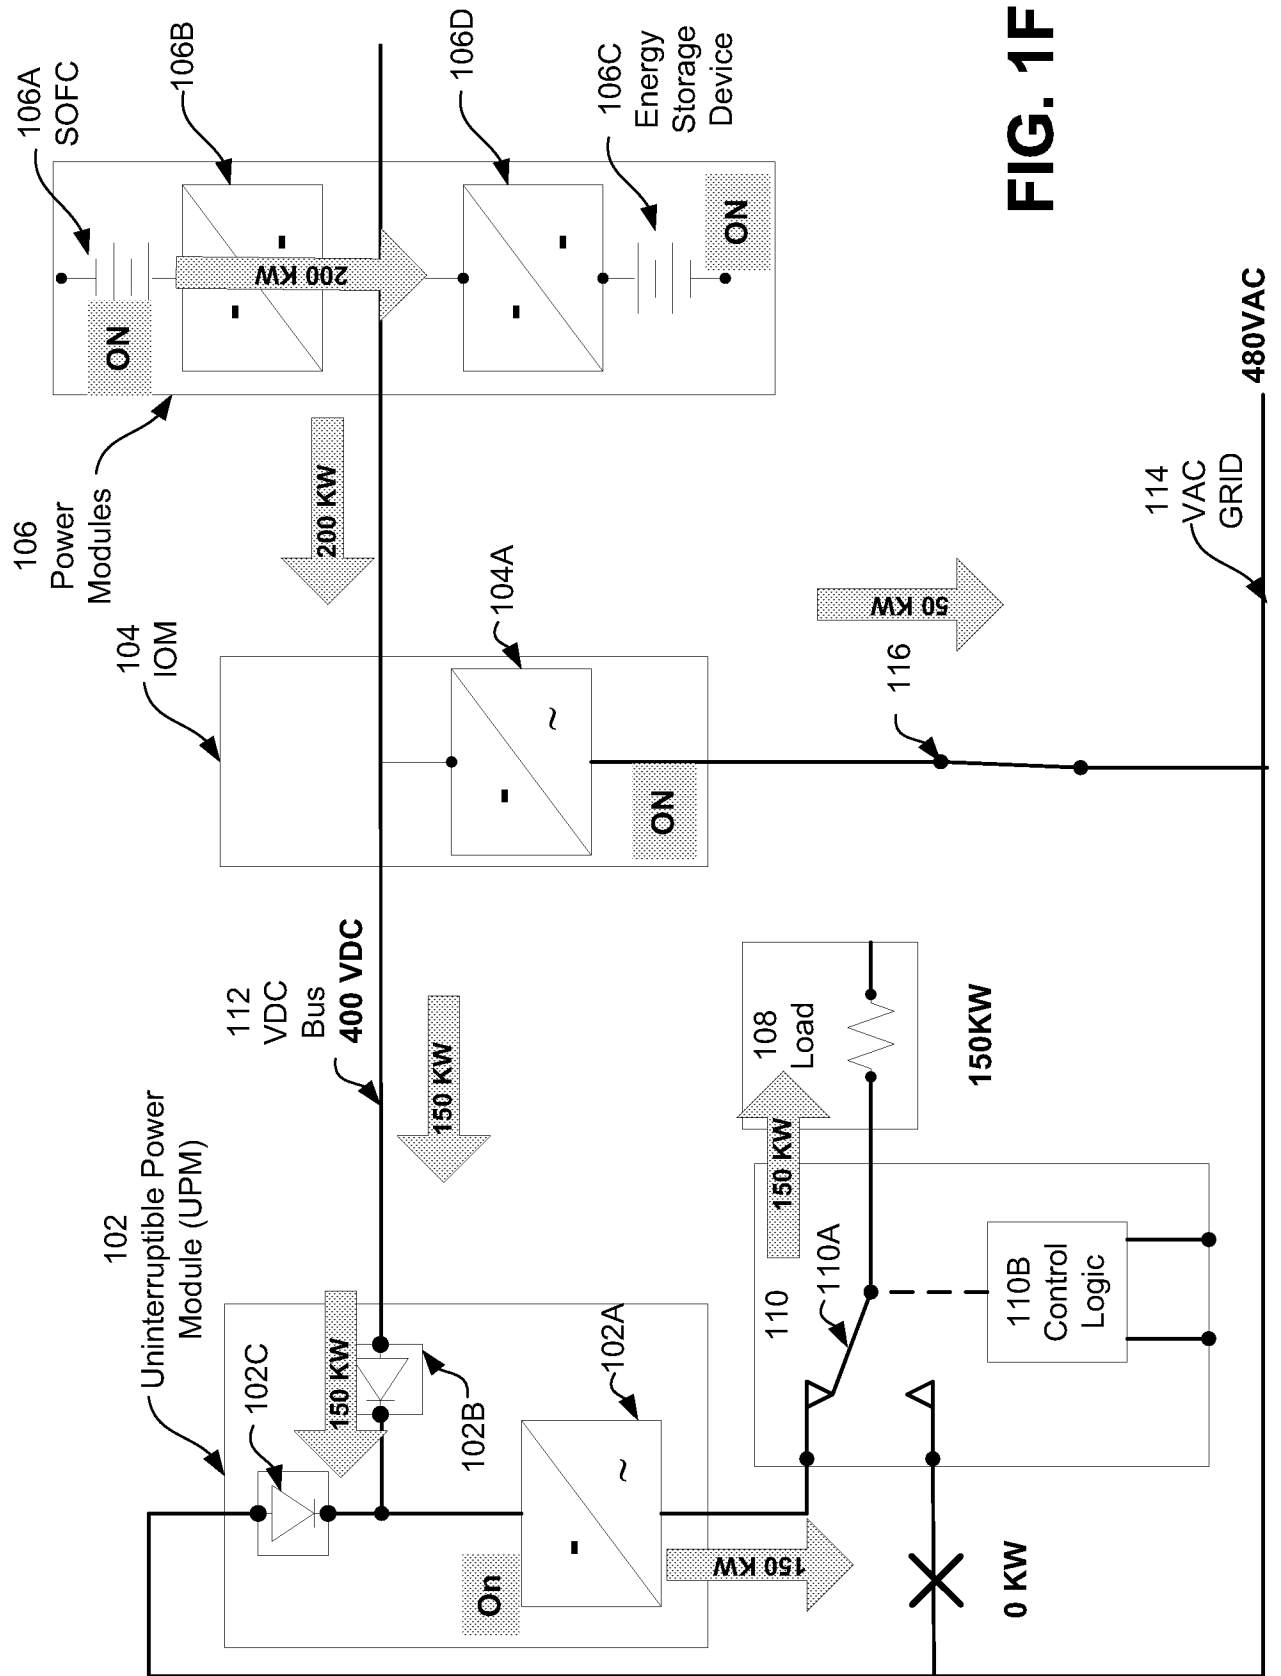 102
Uninterruptible Power
Module (UPM)
102C
150 KW
102B
On
102A
150 KW
112
VDC
Bus
400 VDC
150 KW
104
IOM
104A
ON
106
Power
Modules
200 KW
106A
SOFC
ON
106B
200 KW
106D
106C
Energy
Storage
Device
ON
50 KW
116
110
110A
150 KW
108
Load
150KW
110B
Control
Logic
0 KW
114
VAC
GRID
480VAC
FIG. 1F